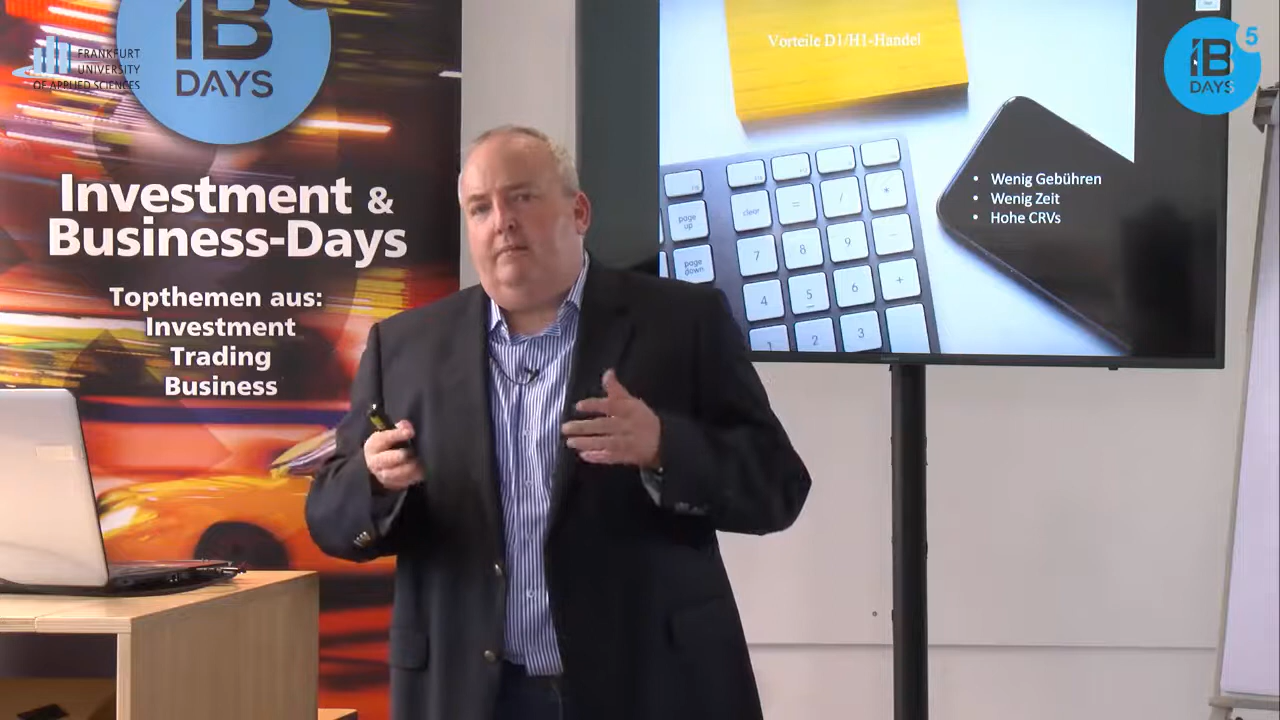 1B
DAYS
FRANKFURT
UNIVERSITY
OF APPLIED SCIENCES
Investment &
Business-Days
Topthemen aus:
Investment
Trading
Business
Vorteile D1/H1-Handel
• Wenig Gebühren
• Wenig Zeit
• Hohe CRVs
page
up
clear
=
/
*
page
down
7
8
9
-
4
5
6
+
1
2
3
1B
5
DAYS